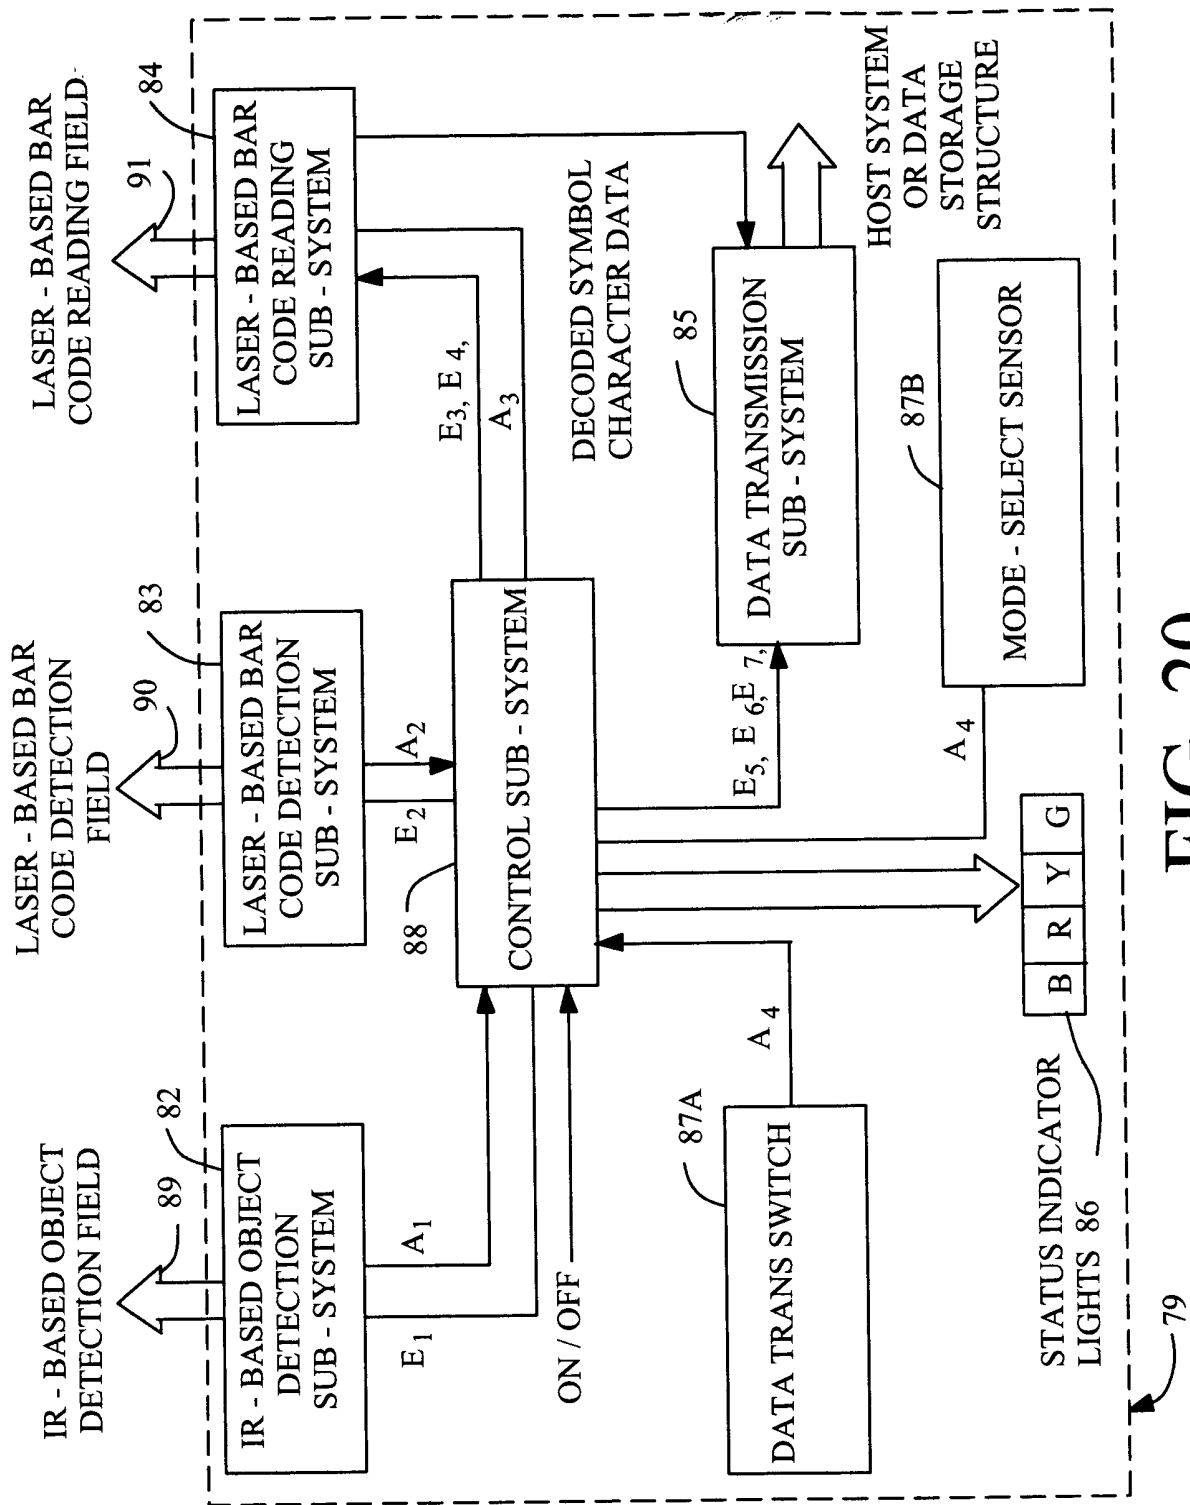 IR - BASED OBJECT
DETECTION FIELD
89
LASER - BASED BAR
CODE DETECTION
FIELD
90
LASER - BASED BAR
CODE READING FIELD
91
82
IR - BASED OBJECT
DETECTION
SUB - SYSTEM
83
LASER - BASED BAR
CODE DETECTION
SUB - SYSTEM
84
LASER - BASED BAR
CODE READING
SUB - SYSTEM
E1
A1
E2
A2
E3, E 4,
A3
88
CONTROL SUB - SYSTEM
ON / OFF
DECODED SYMBOL
CHARACTER DATA
87A
DATA TRANS SWITCH
A 4
E5, E 6, E 7,
85
DATA TRANSMISSION
SUB - SYSTEM
HOST SYSTEM
OR DATA
STORAGE
STRUCTURE
A 4
87B
MODE - SELECT SENSOR
B R Y G
STATUS INDICATOR
LIGHTS 86
79